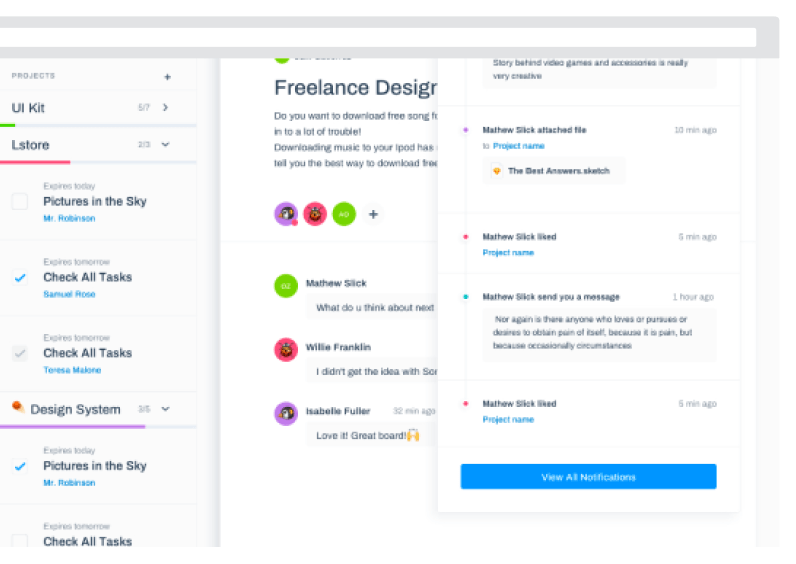 PROJECTS +
UI Kit 5/7
Lstore 2/3
Expires today
Pictures in the Sky
Mr. Robinson
Expires tomorrow
Check All Tasks
Samuel Rose
Expires tomorrow
Check All Tasks
Teresa Malone
Design System 3/5
Expires today
Pictures in the Sky
Mr. Robinson
Expires tomorrow
Check All Tasks
Freelance Design
Do you want to download free song f
in to a lot of trouble!
Downloading music to your Ipod has
tell you the best way to download free
AD +
OZ
Mathew Slick
What do u think about next
Willie Franklin
I didn't get the idea with Sor
Isabelle Fuller 32 min ago
Love it! Great board!🙌
Story behind video games and accessories is really
very creative
Mathew Slick attached file 10 min ago
to Project name
The Best Answers.sketch
Mathew Slick liked 5 min ago
Project name
Mathew Slick send you a message 1 hour ago
Nor again is there anyone who loves or pursues or
desires to obtain pain of itself, because it is pain, but
because occasionally circumstances
Mathew Slick liked 5 min ago
Project name
View All Notifications